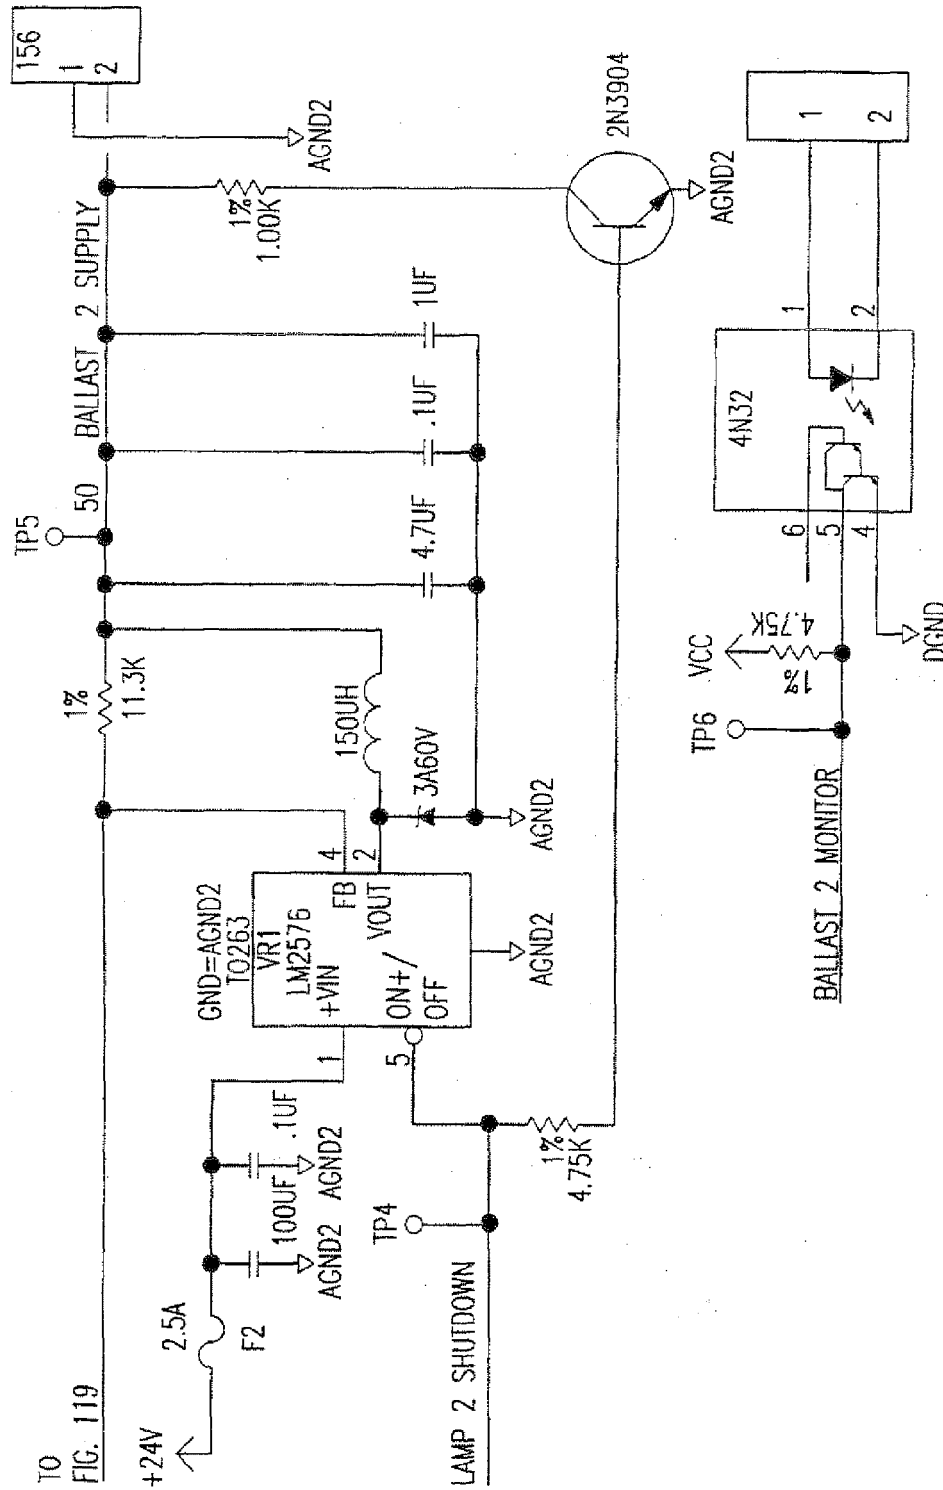 TO
FIG. 119
+24V
2.5A
F2
100UF
.1UF
AGND2
AGND2
LAMP 2 SHUTDOWN
TP4
1%
4.75K
GND=AGND2
TO263
VR1
LM2576
+VIN
ON+/
OFF
FB
VOUT
1
5
4
2
AGND2
1%
11.3K
150UH
3A60V
AGND2
TP5
50
BALLAST 2 SUPPLY
4.7UF
.1UF
1UF
1%
1.00K
156
1
2
AGND2
2N3904
AGND2
BALLAST 2 MONITOR
TP6
VCC
1%
4.75K
DGND
6
5
4
4N32
1
2
1
2